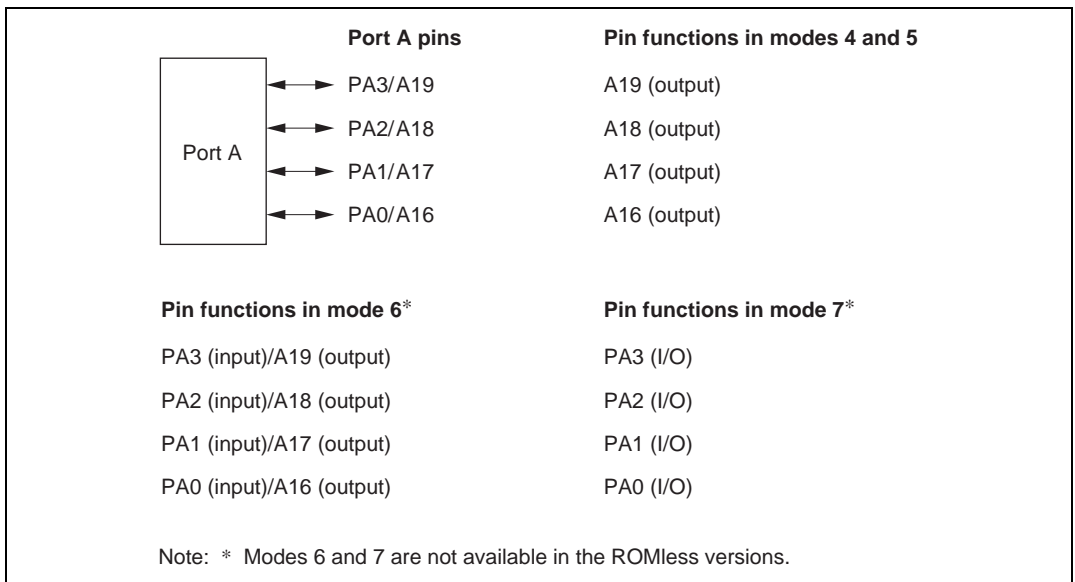 Port A pins Pin functions in modes 4 and 5
PA3/A19 A19 (output)
PA2/A18 A18 (output)
Port A
PA1/A17 A17 (output)
PA0/A16 A16 (output)
Pin functions in mode 6* Pin functions in mode 7*
PA3 (input)/A19 (output) PA3 (I/O)
PA2 (input)/A18 (output) PA2 (I/O)
PA1 (input)/A17 (output) PA1 (I/O)
PA0 (input)/A16 (output) PA0 (I/O)
Note: * Modes 6 and 7 are not available in the ROMless versions.